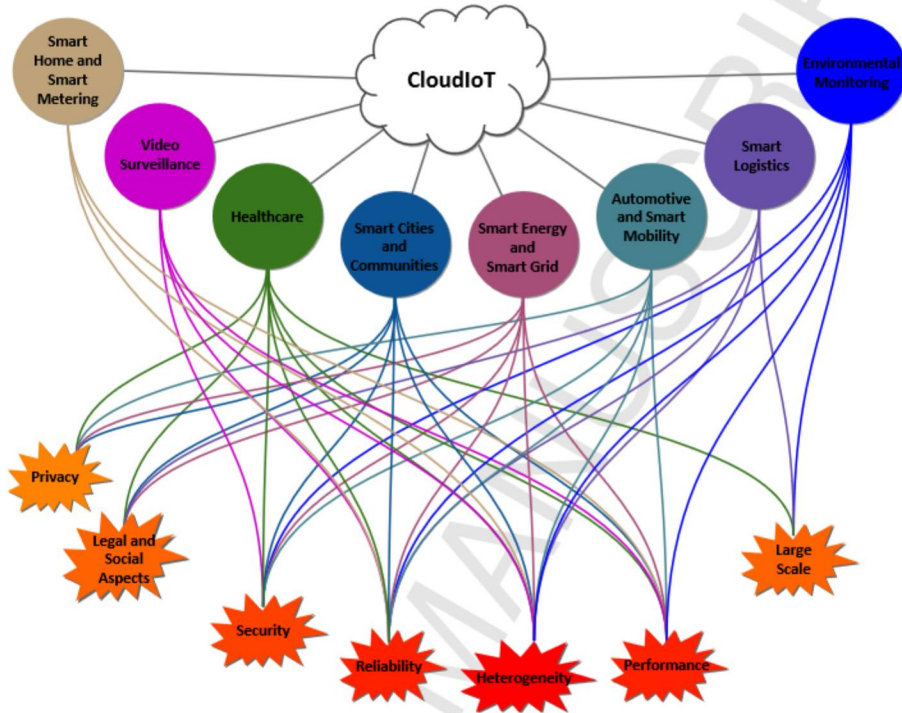 CloudIoT
Smart
Home and
Smart
Metering
Environmental
Monitoring
Video
Surveillance
Smart
Logistics
Healthcare
Automotive
and Smart
Mobility
Smart Cities
and
Communities
Smart Energy
and
Smart Grid
Privacy
Legal and
Social
Aspects
Large
Scale
Security
Reliability
Heterogeneity
Performance